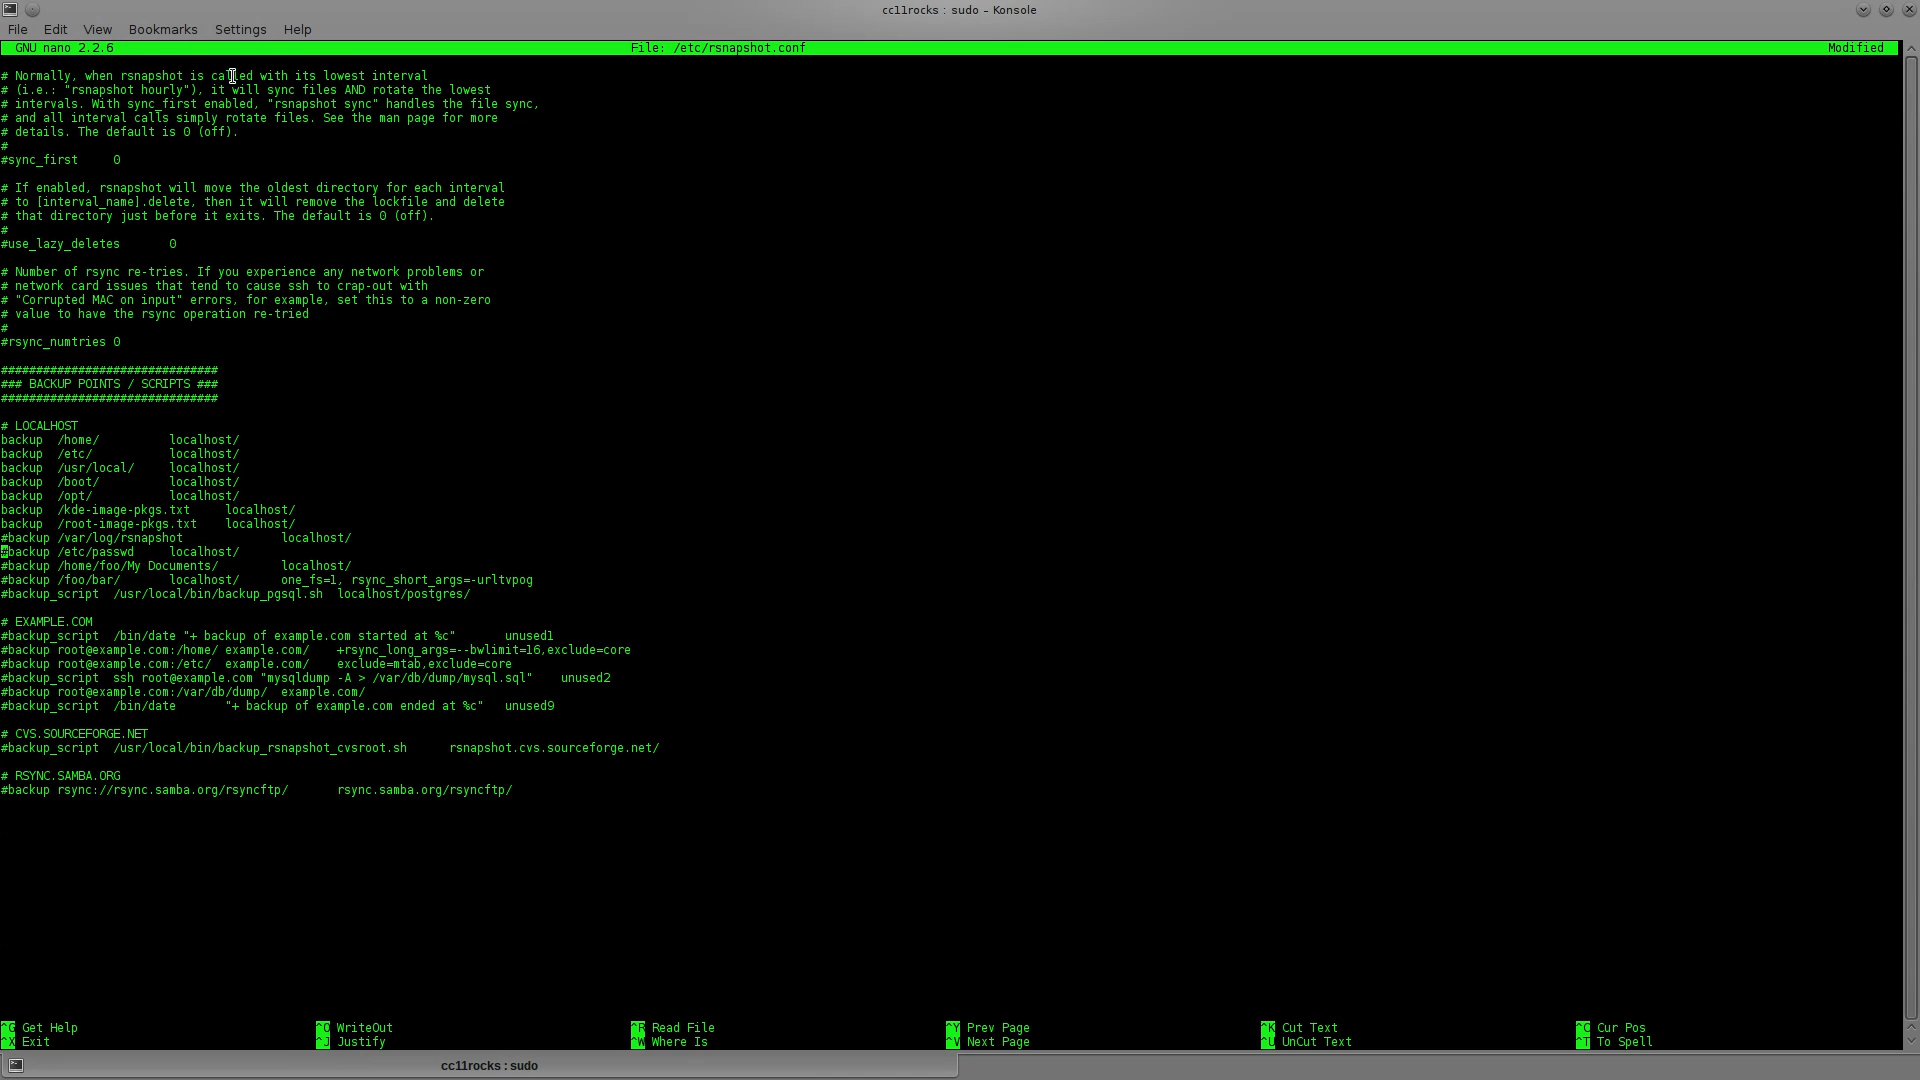 cc11rocks : sudo – Konsole
File Edit View Bookmarks Settings Help
GNU nano 2.2.6 File: /etc/rsnapshot.conf Modified
# Normally, when rsnapshot is called with its lowest interval
# (i.e.: "rsnapshot hourly"), it will sync files AND rotate the lowest
# intervals. With sync_first enabled, "rsnapshot sync" handles the file sync,
# and all interval calls simply rotate files. See the man page for more
# details. The default is 0 (off).
#
#sync_first 0
# If enabled, rsnapshot will move the oldest directory for each interval
# to [interval_name].delete, then it will remove the lockfile and delete
# that directory just before it exits. The default is 0 (off).
#
#use_lazy_deletes 0
# Number of rsync re-tries. If you experience any network problems or
# network card issues that tend to cause ssh to crap-out with
# "Corrupted MAC on input" errors, for example, set this to a non-zero
# value to have the rsync operation re-tried
#
#rsync_numtries 0
###############################
### BACKUP POINTS / SCRIPTS ###
###############################
# LOCALHOST
backup /home/ localhost/
backup /etc/ localhost/
backup /usr/local/ localhost/
backup /boot/ localhost/
backup /opt/ localhost/
backup /kde-image-pkgs.txt localhost/
backup /root-image-pkgs.txt localhost/
#backup /var/log/rsnapshot localhost/
#backup /etc/passwd localhost/
#backup /home/foo/My Documents/ localhost/
#backup /foo/bar/ localhost/ one_fs=1, rsync_short_args=-urltvpog
#backup_script /usr/local/bin/backup_pgsql.sh localhost/postgres/
# EXAMPLE.COM
#backup_script /bin/date "+ backup of example.com started at %c" unused1
#backup root@example.com:/home/ example.com/ +rsync_long_args=--bwlimit=16,exclude=core
#backup root@example.com:/etc/ example.com/ exclude=mtab,exclude=core
#backup_script ssh root@example.com "mysqldump -A > /var/db/dump/mysql.sql" unused2
#backup root@example.com:/var/db/dump/ example.com/
#backup_script /bin/date "+ backup of example.com ended at %c" unused9
# CVS.SOURCEFORGE.NET
#backup_script /usr/local/bin/backup_rsnapshot_cvsroot.sh rsnapshot.cvs.sourceforge.net/
# RSYNC.SAMBA.ORG
#backup rsync://rsync.samba.org/rsyncftp/ rsync.samba.org/rsyncftp/
^G Get Help ^O WriteOut ^R Read File ^Y Prev Page ^K Cut Text ^C Cur Pos
^X Exit ^J Justify ^W Where Is ^V Next Page ^U UnCut Text ^T To Spell
cc11rocks : sudo